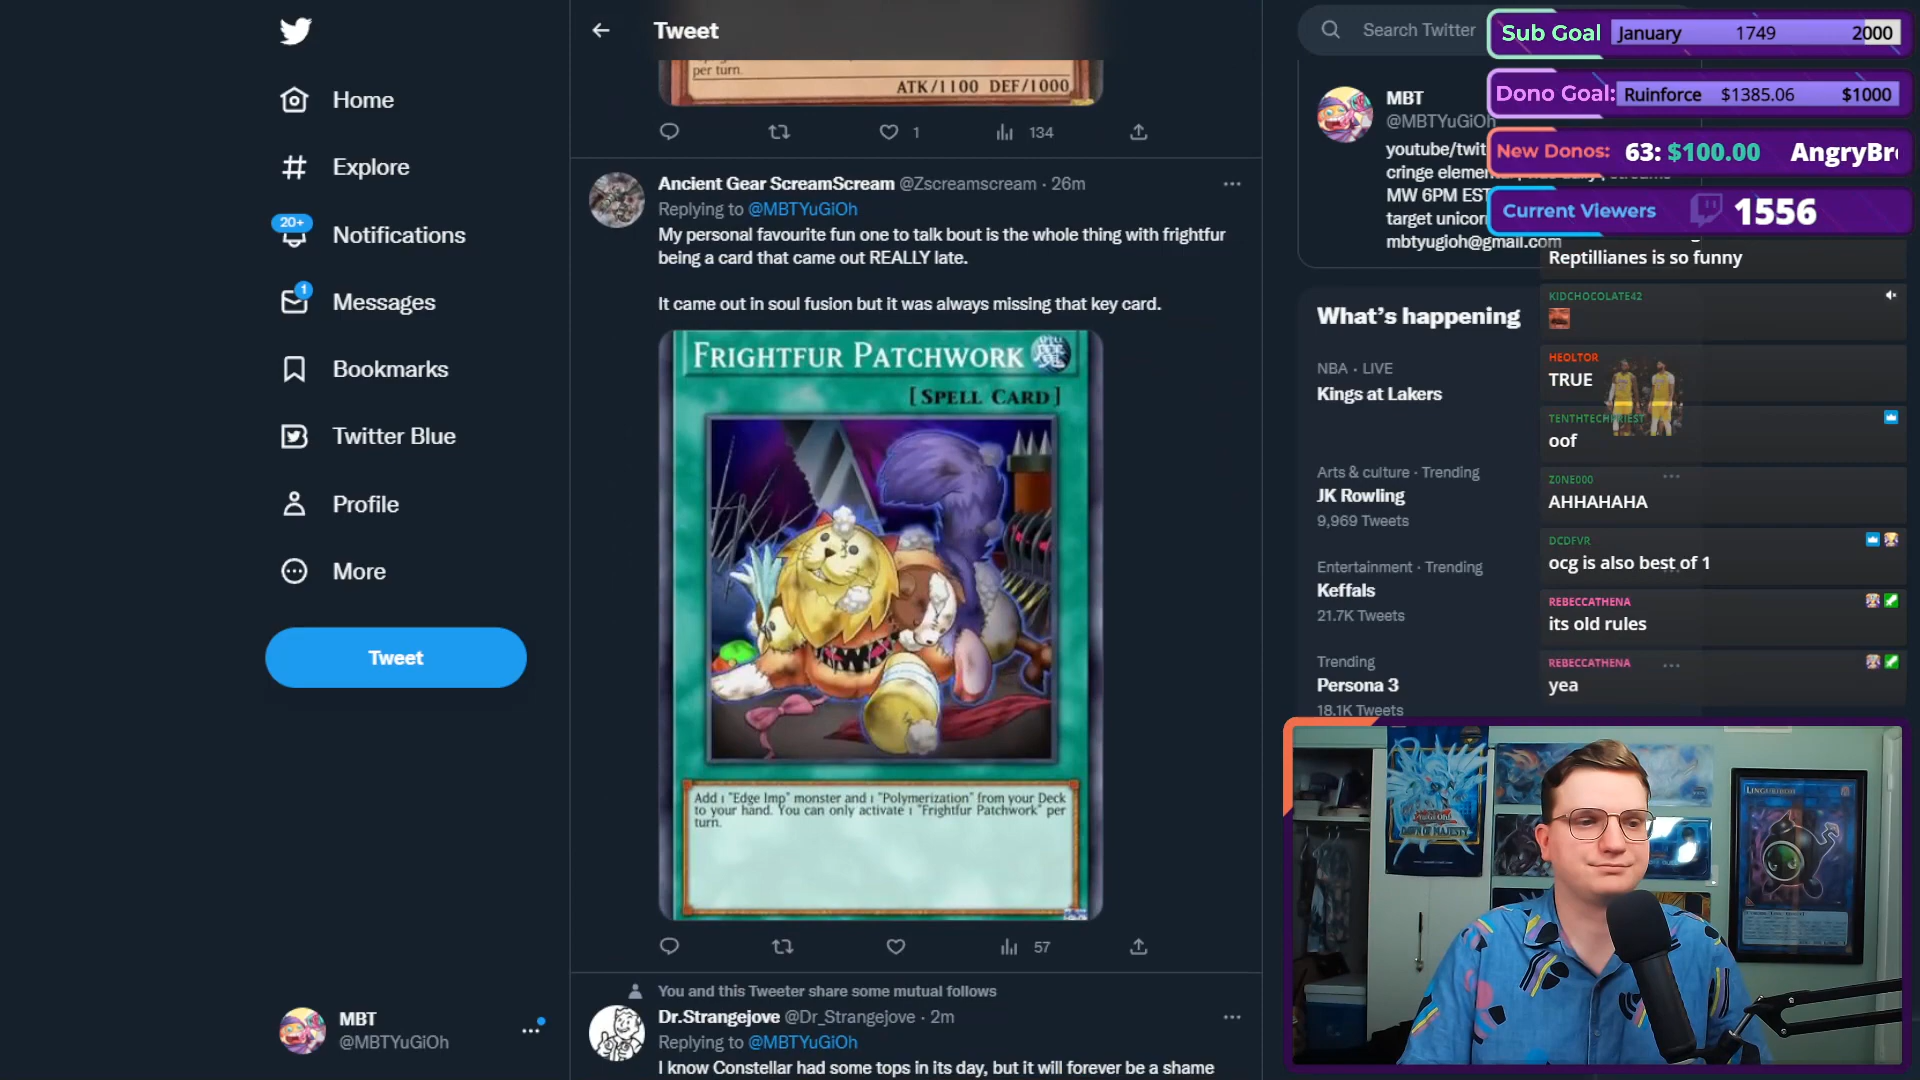 Home
Explore
20+
Notifications
1
Messages
Bookmarks
Twitter Blue
Profile
More
Tweet
MBT
@MBTYuGiOh
Tweet
per turn.
ATK/1100 DEF/1000
1
134
Ancient Gear ScreamScream @Zscreamscream · 26m
Replying to @MBTYuGiOh
My personal favourite fun one to talk bout is the whole thing with frightfur
being a card that came out REALLY late.
It came out in soul fusion but it was always missing that key card.
FRIGHTFUR PATCHWORK
[SPELL CARD]
Add 1 "Edge Imp" monster and 1 "Polymerization" from your Deck
to your hand. You can only activate 1 "Frightfur Patchwork" per
turn.
57
You and this Tweeter share some mutual follows
Dr.Strangejove @Dr_Strangejove · 2m
Replying to @MBTYuGiOh
I know Constellar had some tops in its day, but it will forever be a shame
Search Twitter
MBT
@MBTYuGiOh
youtube/twit
cringe elemen
MW 6PM EST
target unicorn
mbtyugioh@gmail.com
What's happening
NBA · LIVE
Kings at Lakers
Arts & culture · Trending
JK Rowling
9,969 Tweets
Entertainment · Trending
Keffals
21.7K Tweets
Trending
Persona 3
18.1K Tweets
Sub Goal January 1749 2000
Dono Goal: Ruinforce $1385.06 $1000
New Donos: 63: $100.00 AngryBr
Current Viewers 1556
Reptillianes is so funny
KIDCHOCOLATE42
HEOLTOR
TRUE
TENTHTECHPRIEST
oof
Z0NE000
AHHAHAHA
DCDFVR
ocg is also best of 1
REBECCATHENA
its old rules
REBECCATHENA
yea
DAWN OF MAJESTY
LINGURIBOH